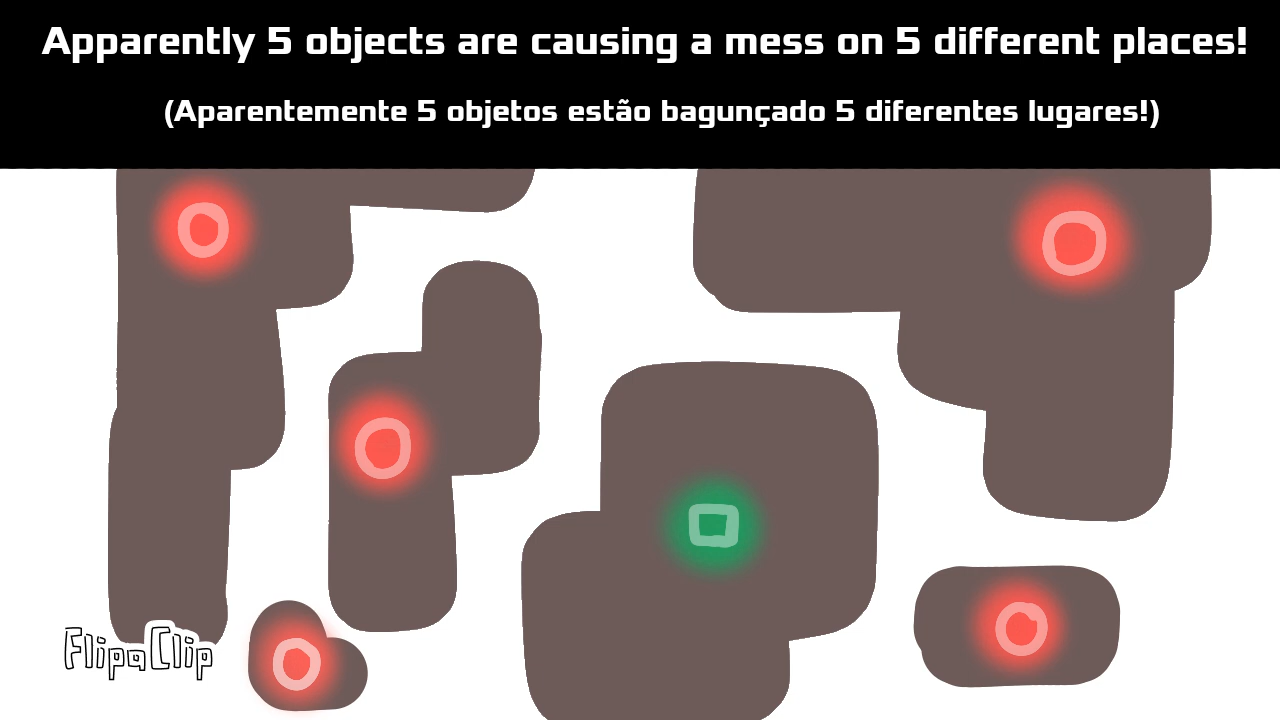 Apparently 5 objects are causing a mess on 5 different places!
(Aparentemente 5 objetos estão bagunçado 5 diferentes lugares!)
FlipaClip